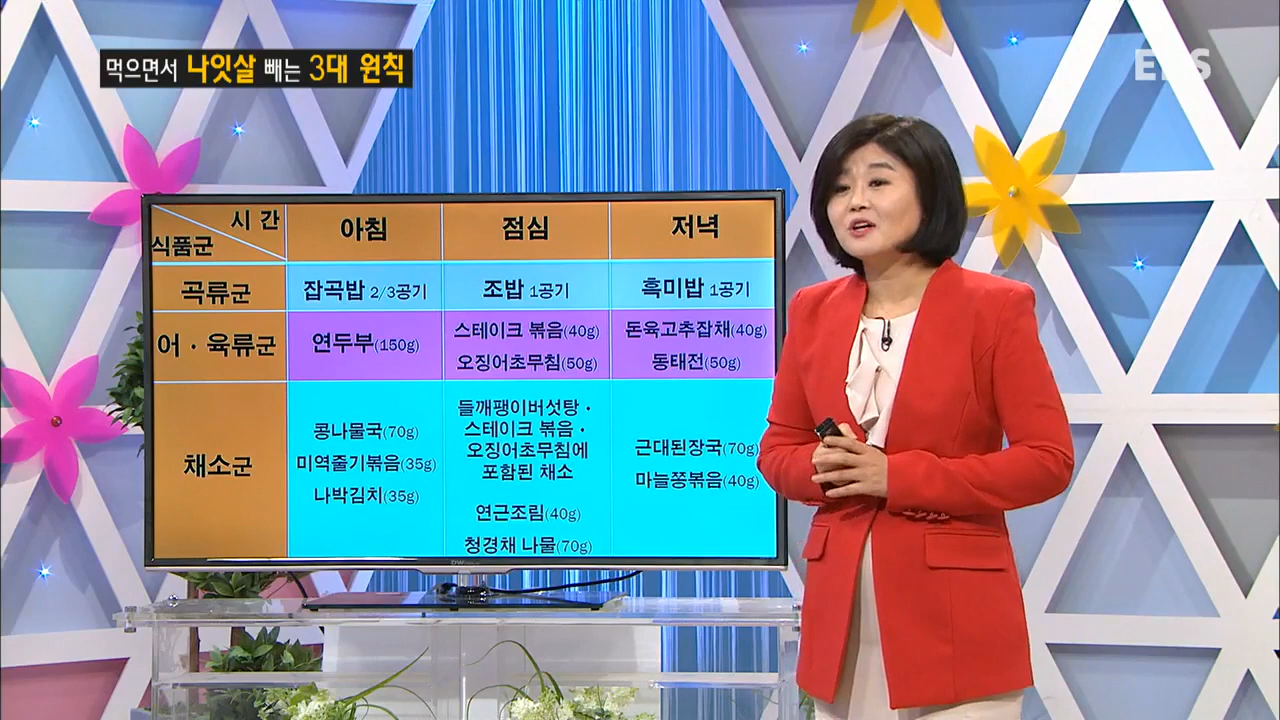 먹으면서 나잇살 빼는 3대 원칙
EBS
시 간
식품군
아침
점심
저녁
곡류군
잡곡밥 2/3공기
조밥 1공기
흑미밥 1공기
어 · 육류군
연두부(150g)
스테이크 볶음(40g)
오징어초무침(50g)
돈육고추잡채(40g)
동태전(50g)
채소군
콩나물국(70g)
미역줄기볶음(35g)
나박김치(35g)
들깨팽이버섯탕 ·
스테이크 볶음 ·
오징어초무침에
포함된 채소
연근조림(40g)
청경채 나물(70g)
근대된장국(70g)
마늘쫑볶음(40g)